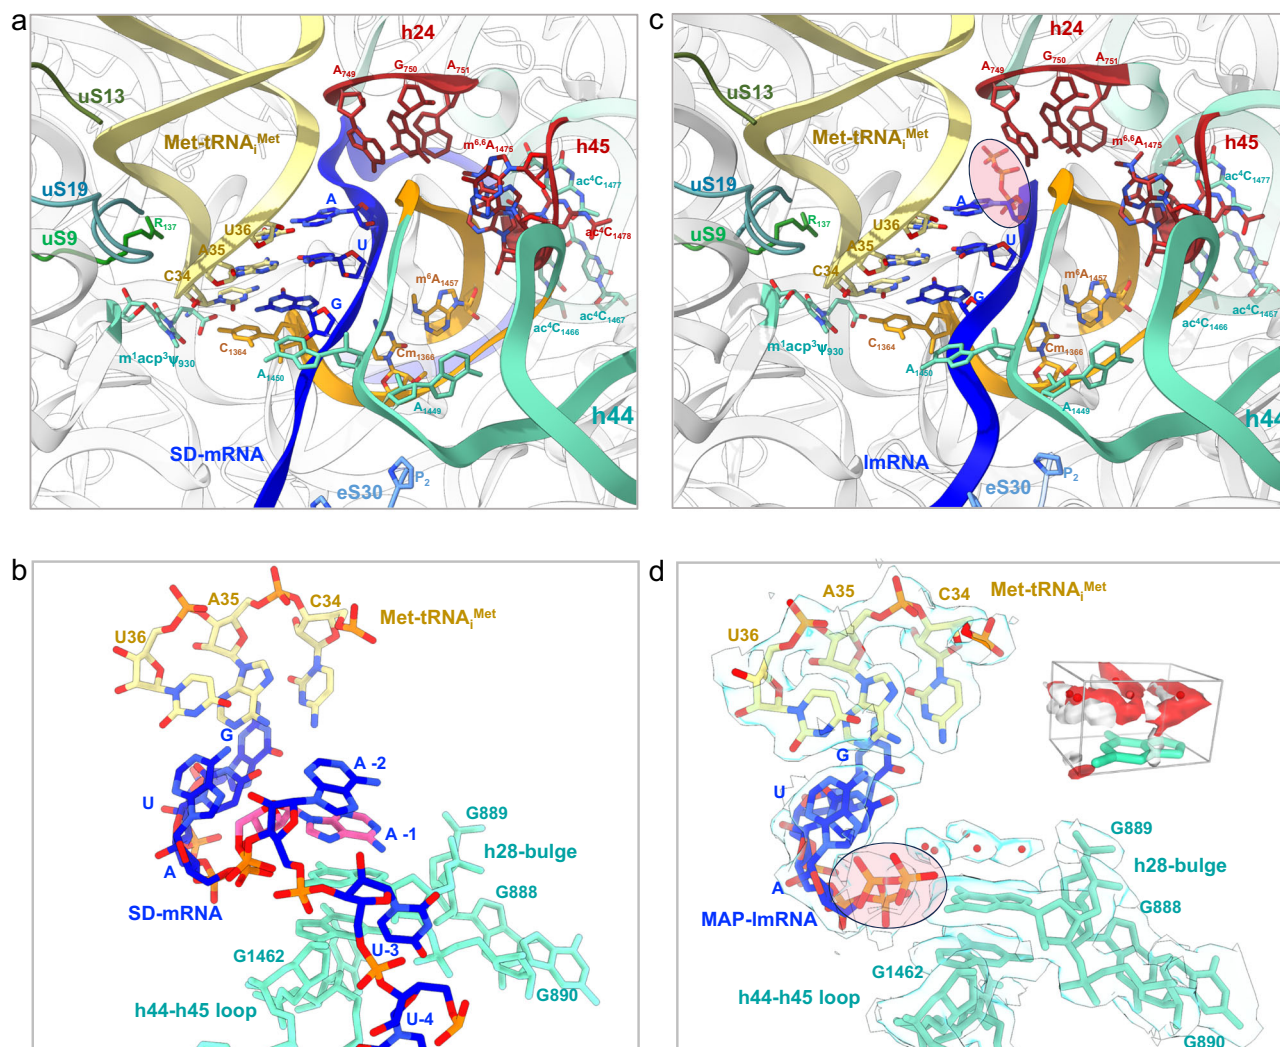 a
h24
A749
G750
A751
uS13
Met-tRNAiMet
m6,6A1475
h45
ac4C1477
uS19
R137
U36
A
uS9
A35
ac4C1478
U
C34
m6A1457
G
ac4C1467
ac4C1466
m1acp3Ψ930
C1364
Cm1366
A1450
A1449
h44
SD-mRNA
eS30
P2
c
h24
A749
G750
A751
uS13
Met-tRNAiMet
m6,6A1475
h45
ac4C1477
uS19
R137
U36
A
uS9
A35
U
C34
m6A1457
G
ac4C1467
ac4C1466
m1acp3Ψ930
C1364
Cm1366
A1450
A1449
h44
lmRNA
eS30
P2
b
A35
C34
Met-tRNAiMet
U36
G
A -2
U
A -1
G889
h28-bulge
A
G888
SD-mRNA
U-3
G1462
G890
h44-h45 loop
U-4
d
A35
C34
Met-tRNAiMet
U36
G
U
G889
h28-bulge
A
G888
MAP-lmRNA
G1462
h44-h45 loop
G890